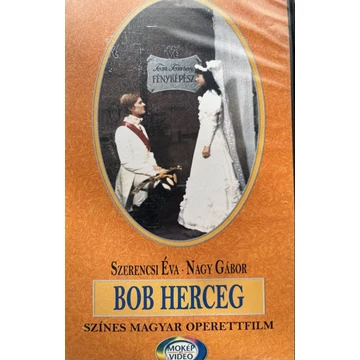 FÉNYKÉPÉSZ
SZERENCSI ÉVA · NAGY GÁBOR
BOB HERCEG
SZÍNES MAGYAR OPERETTFILM
MOKÉP
VIDEO